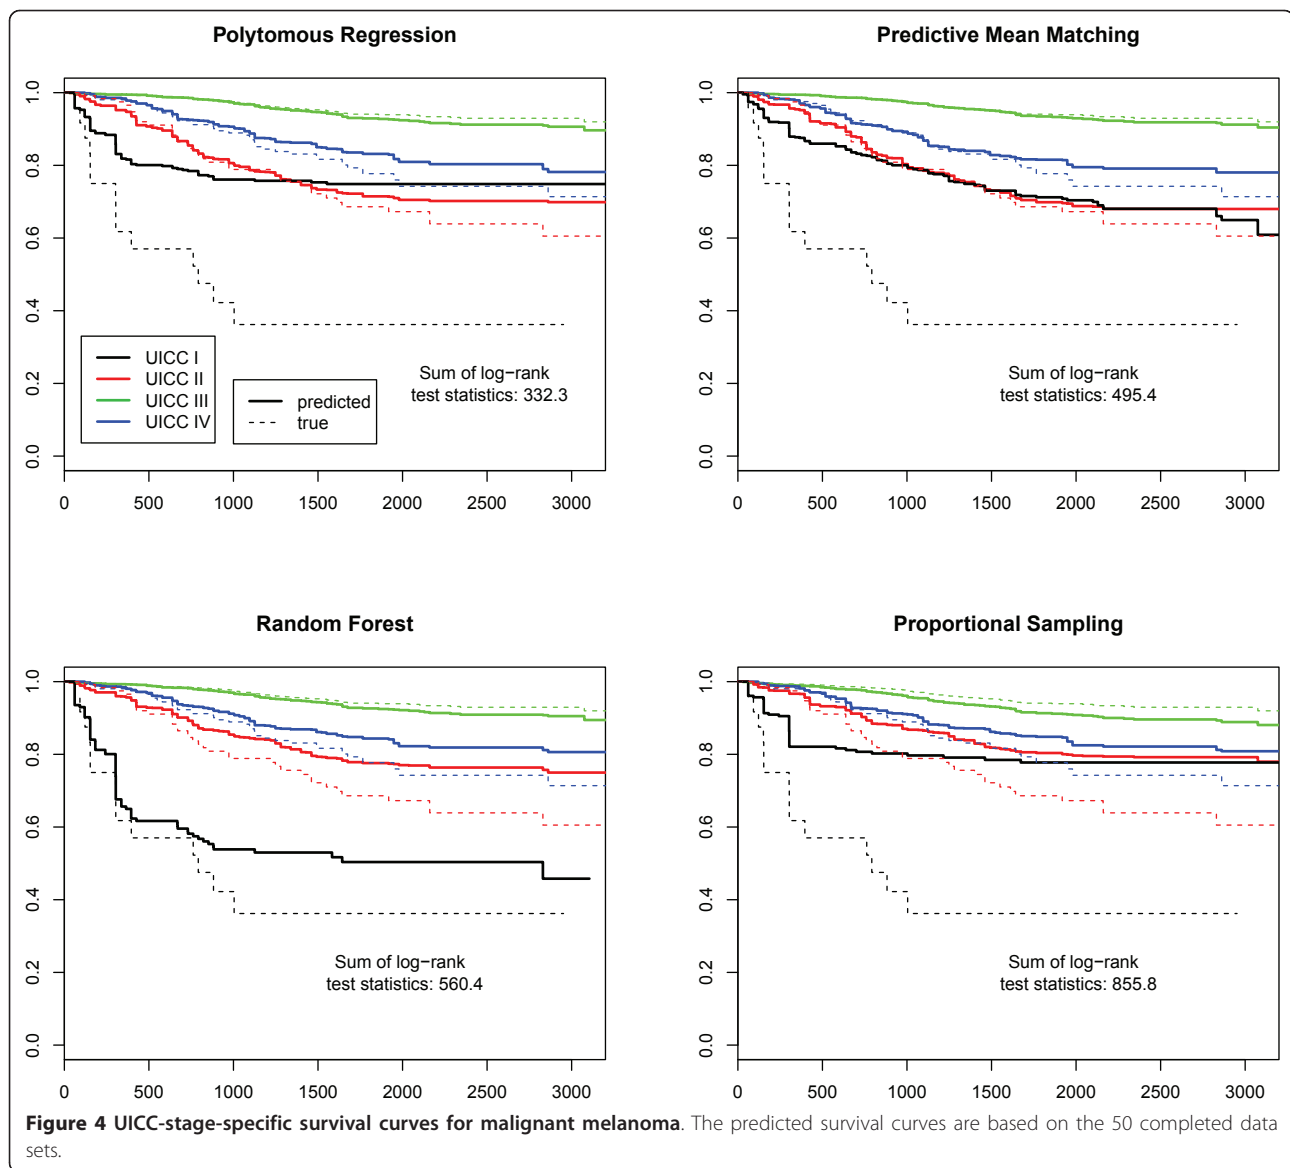 Polytomous Regression
1.0
0.8
0.6
0.4
0.2
0.0
UICC I
UICC II
UICC III
UICC IV
predicted
true
Sum of log−rank
test statistics: 332.3
0 500 1000 1500 2000 2500 3000
Predictive Mean Matching
1.0
0.8
0.6
0.4
0.2
0.0
Sum of log−rank
test statistics: 495.4
0 500 1000 1500 2000 2500 3000
Random Forest
1.0
0.8
0.6
0.4
0.2
0.0
Sum of log−rank
test statistics: 560.4
0 500 1000 1500 2000 2500 3000
Proportional Sampling
1.0
0.8
0.6
0.4
0.2
0.0
Sum of log−rank
test statistics: 855.8
0 500 1000 1500 2000 2500 3000
Figure 4 UICC-stage-specific survival curves for malignant melanoma. The predicted survival curves are based on the 50 completed data
sets.